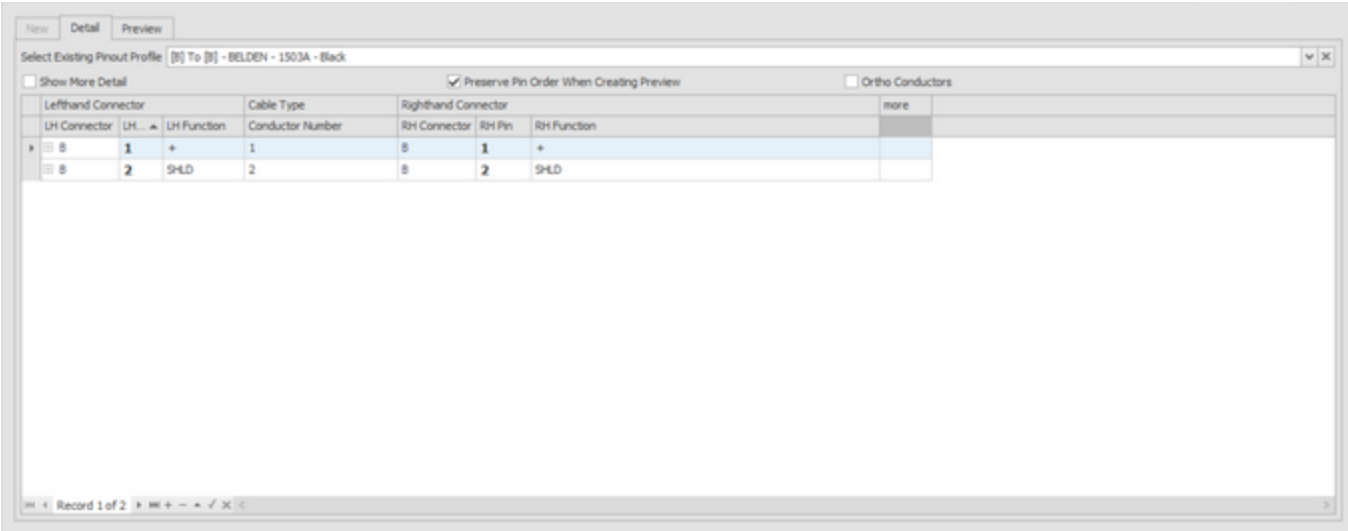 New Detail Preview
Select Existing Pinout Profile [B] To [B] - BELDEN - 1503A - Black
Show More Detail Preserve Pin Order When Creating Preview Ortho Conductors
Lefthand Connector Cable Type Righthand Connector more
LH Connector LH... LH Function Conductor Number RH Connector RH Pin RH Function
B 1 + 1 B 1 +
B 2 SHLD 2 B 2 SHLD
Record 1 of 2